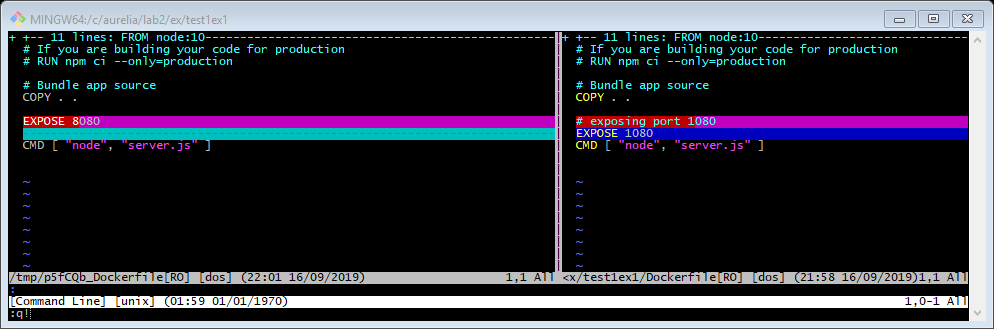 MINGW64:/c/aurelia/lab2/ex/test1ex1
+ +-- 11 lines: FROM node:10--------------------------------------------------
# If you are building your code for production
# RUN npm ci --only=production
# Bundle app source
COPY . .
EXPOSE 8080
--------------------------------------------------------------------------------
CMD [ "node", "server.js" ]
~
~
~
~
~
~
~
~
/tmp/p5fCQb_Dockerfile[RO] [dos] (22:01 16/09/2019) 1,1 All
+ +-- 11 lines: FROM node:10------------------------------
# If you are building your code for production
# RUN npm ci --only=production
# Bundle app source
COPY . .
# exposing port 1080
EXPOSE 1080
CMD [ "node", "server.js" ]
~
~
~
~
~
~
~
~
<x/test1ex1/Dockerfile[RO] [dos] (21:58 16/09/2019)1,1 All
:
[Command Line] [unix] (01:59 01/01/1970) 1,0-1 All
:q!